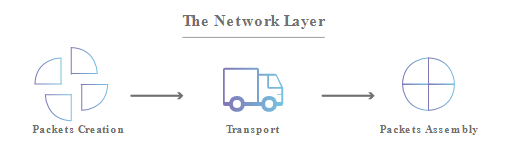 The Network Layer
Packets Creation
Transport
Packets Assembly